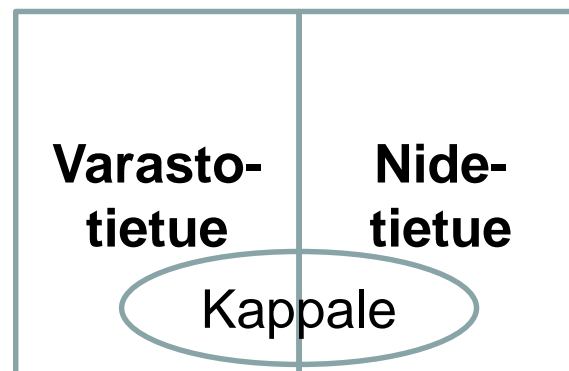 Varasto-
tietue
Nide-
tietue
Kappale